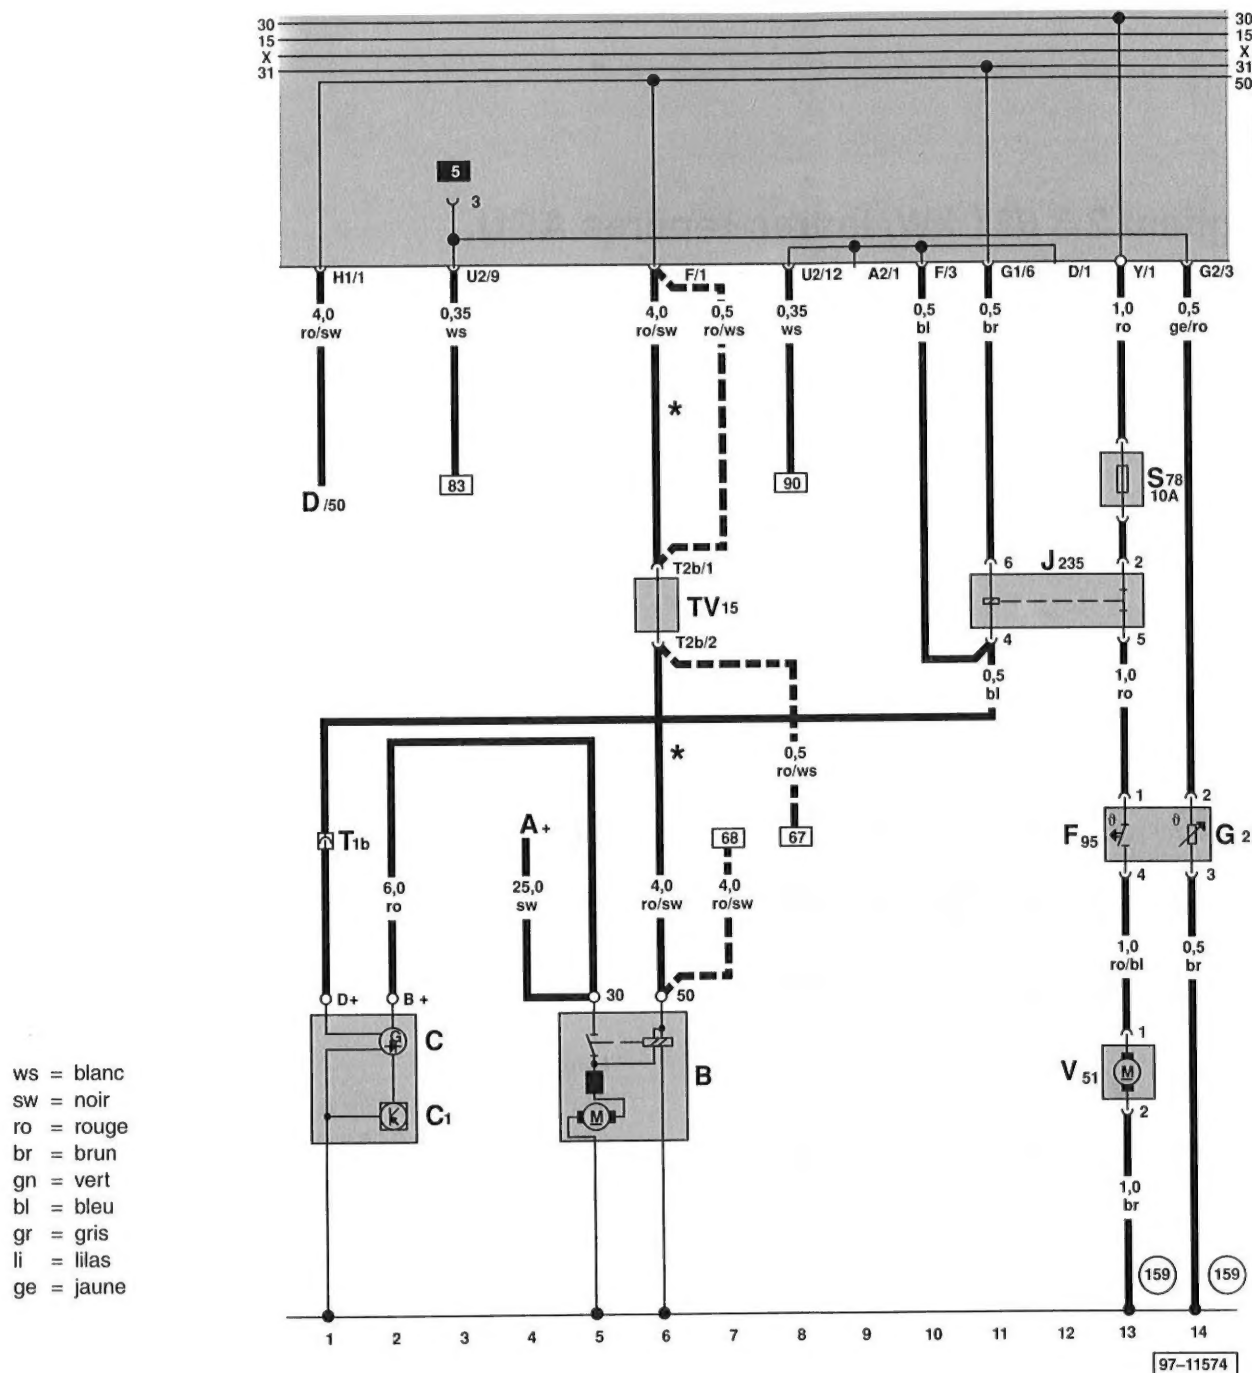 30 30
15 15
X X
31 31
50
5
3
H1/1 U2/9 F/1 U2/12 A2/1 F/3 G1/6 D/1 Y/1 G2/3
4,0 0,35 4,0 0,5 0,35 0,5 0,5 1,0 0,5
ro/sw ws ro/sw ro/ws ws bl br ro ge/ro
*
83 90 S78
D /50 10A
6 J235 2
T2b/1
TV15
T2b/2 4 5
0,5 1,0
bl ro
* 0,5
ro/ws
1 2
A+ 68 67
T1b F95 ϑ ϑ G2
4 3
6,0 25,0 4,0 4,0
ro sw ro/sw ro/sw
1,0 0,5
ro/bl br
D+ B+ 30 50
G C 1
M V51
K C1 M B 2
ws = blanc
sw = noir
ro = rouge
br = brun
gn = vert
bl = bleu
gr = gris
li = lilas
ge = jaune
1,0
br
159 159
1 2 3 4 5 6 7 8 9 10 11 12 13 14
97–11574